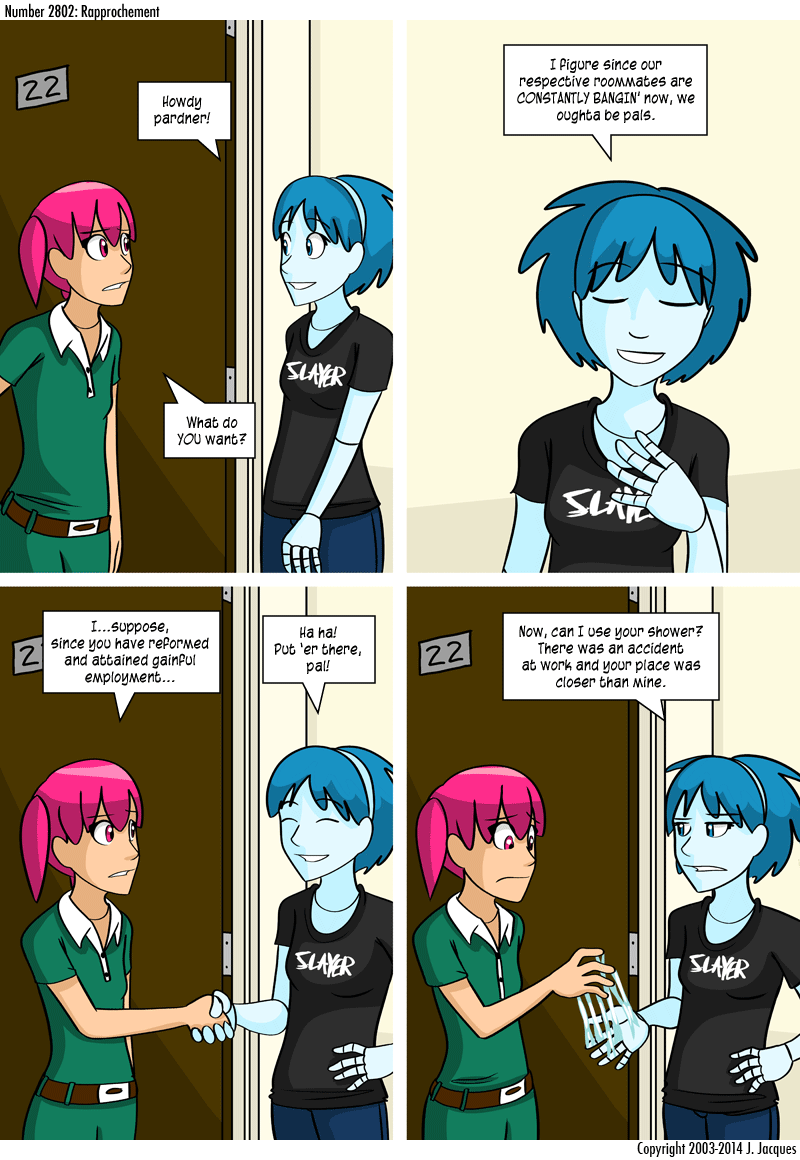 Number 2802: Rapprochement
22
Howdy
pardner!
SLAYER
What do
YOU want?
I figure since our
respective roommates are
CONSTANTLY BANGIN' now, we
oughta be pals.
SLAYE
2
I...suppose,
since you have reformed
and attained gainful
employment...
Ha ha!
Put 'er there,
pal!
SLAYER
22
Now, can I use your shower?
There was an accident
at work and your place was
closer than mine.
SLAYER
Copyright 2003-2014 J. Jacques